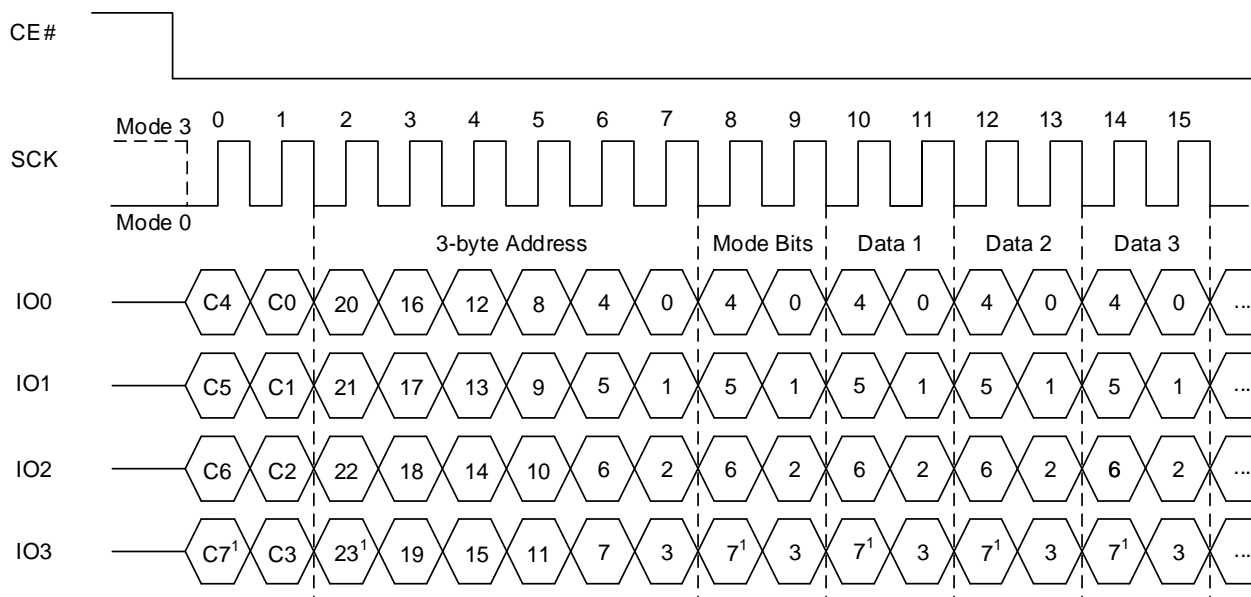 CE#
Mode 3 0 1 2 3 4 5 6 7 8 9 10 11 12 13 14 15
SCK
Mode 0
3-byte Address Mode Bits Data 1 Data 2 Data 3
IO0 C4 C0 20 16 12 8 4 0 4 0 4 0 4 0 4 0 ...
IO1 C5 C1 21 17 13 9 5 1 5 1 5 1 5 1 5 1 ...
IO2 C6 C2 22 18 14 10 6 2 6 2 6 2 6 2 6 2 ...
IO3 C7¹ C3 23¹ 19 15 11 7 3 7¹ 3 7¹ 3 7¹ 3 7¹ 3 ...